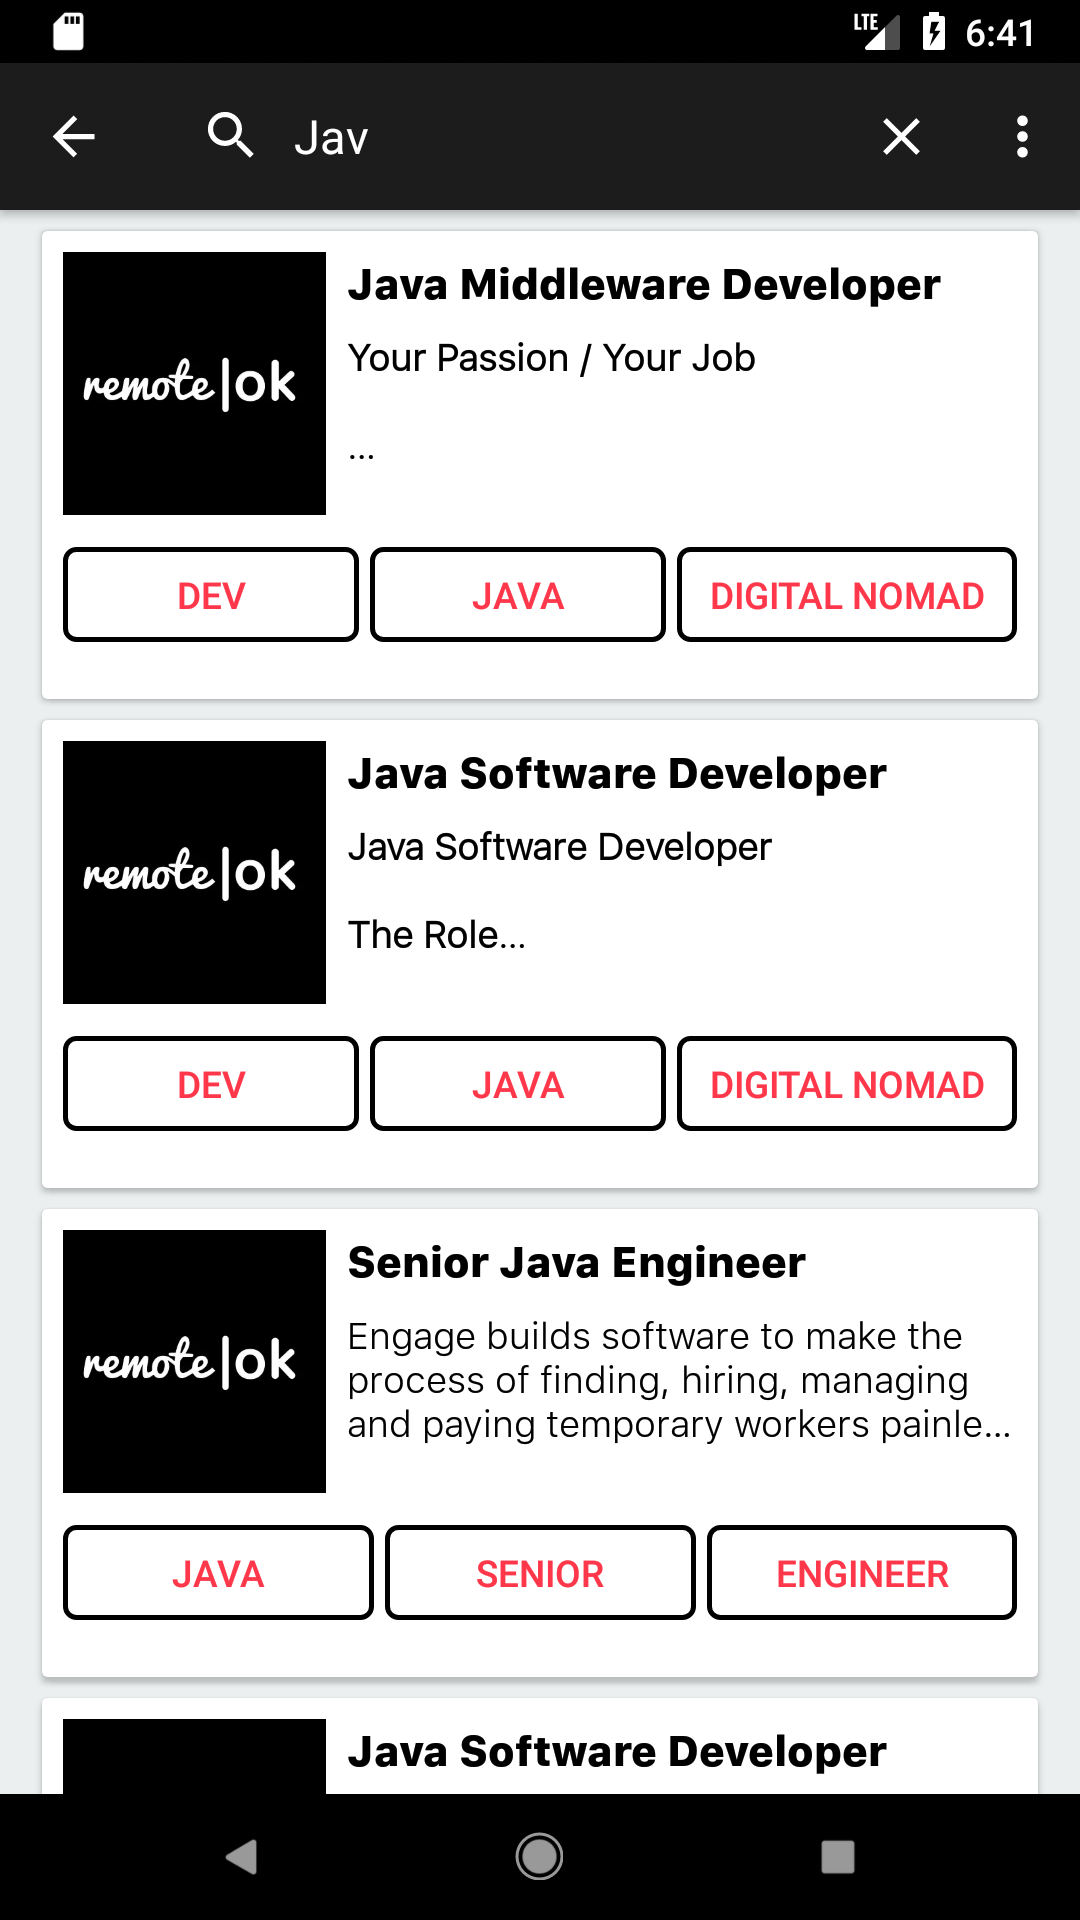 LTE 6:41
Jav
Java Middleware Developer
Your Passion / Your Job
...
remote|ok
DEV JAVA DIGITAL NOMAD
Java Software Developer
Java Software Developer
The Role...
remote|ok
DEV JAVA DIGITAL NOMAD
Senior Java Engineer
Engage builds software to make the
process of finding, hiring, managing
and paying temporary workers painle...
remote|ok
JAVA SENIOR ENGINEER
Java Software Developer